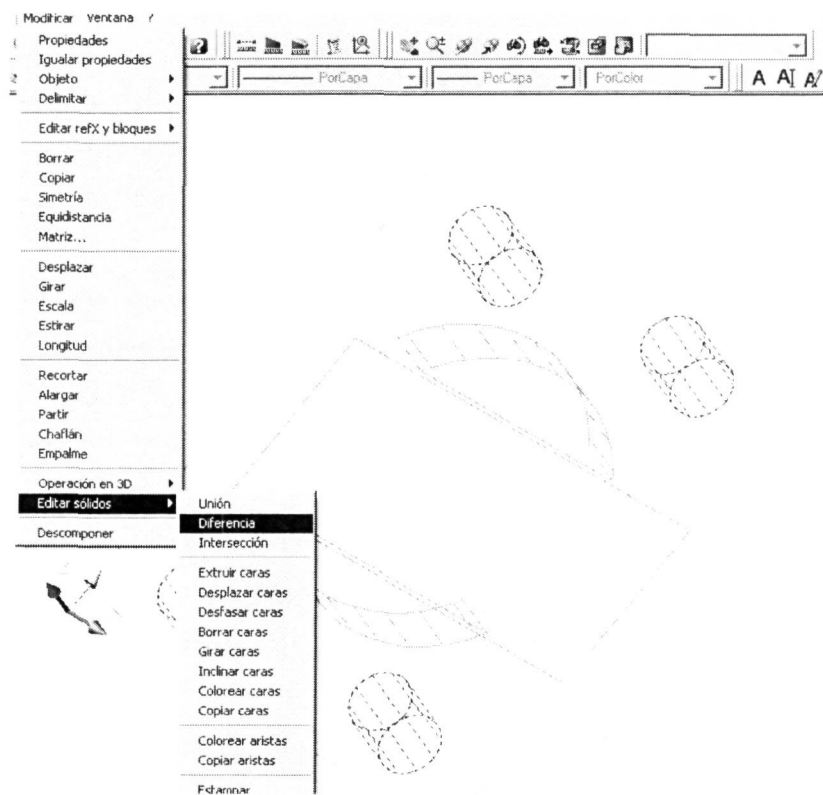 Modificar Ventana ?
Propiedades
Igualar propiedades
Objeto
Delimitar
Editar refX y bloques
Borrar
Copiar
Simetría
Equidistancia
Matriz...
Desplazar
Girar
Escala
Estirar
Longitud
Recortar
Alargar
Partir
Chaflán
Empalme
Operación en 3D
Editar sólidos
Descomponer
PorCapa
PorCapa
PorColor
A AI A
Unión
Diferencia
Intersección
Extruir caras
Desplazar caras
Desfasar caras
Borrar caras
Girar caras
Inclinar caras
Colorear caras
Copiar caras
Colorear aristas
Copiar aristas
Estampar